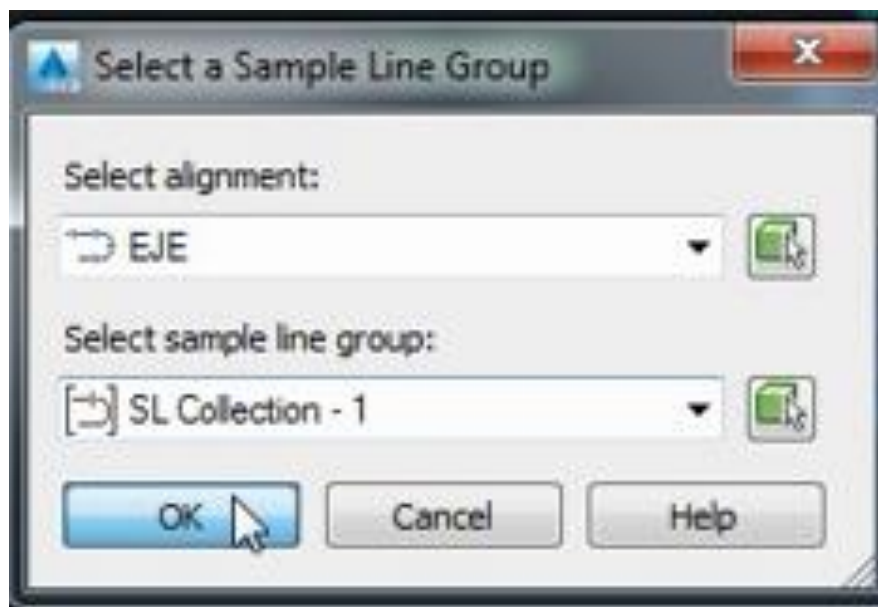 Select a Sample Line Group
Select alignment:
EJE
Select sample line group:
SL Collection - 1
OK Cancel Help